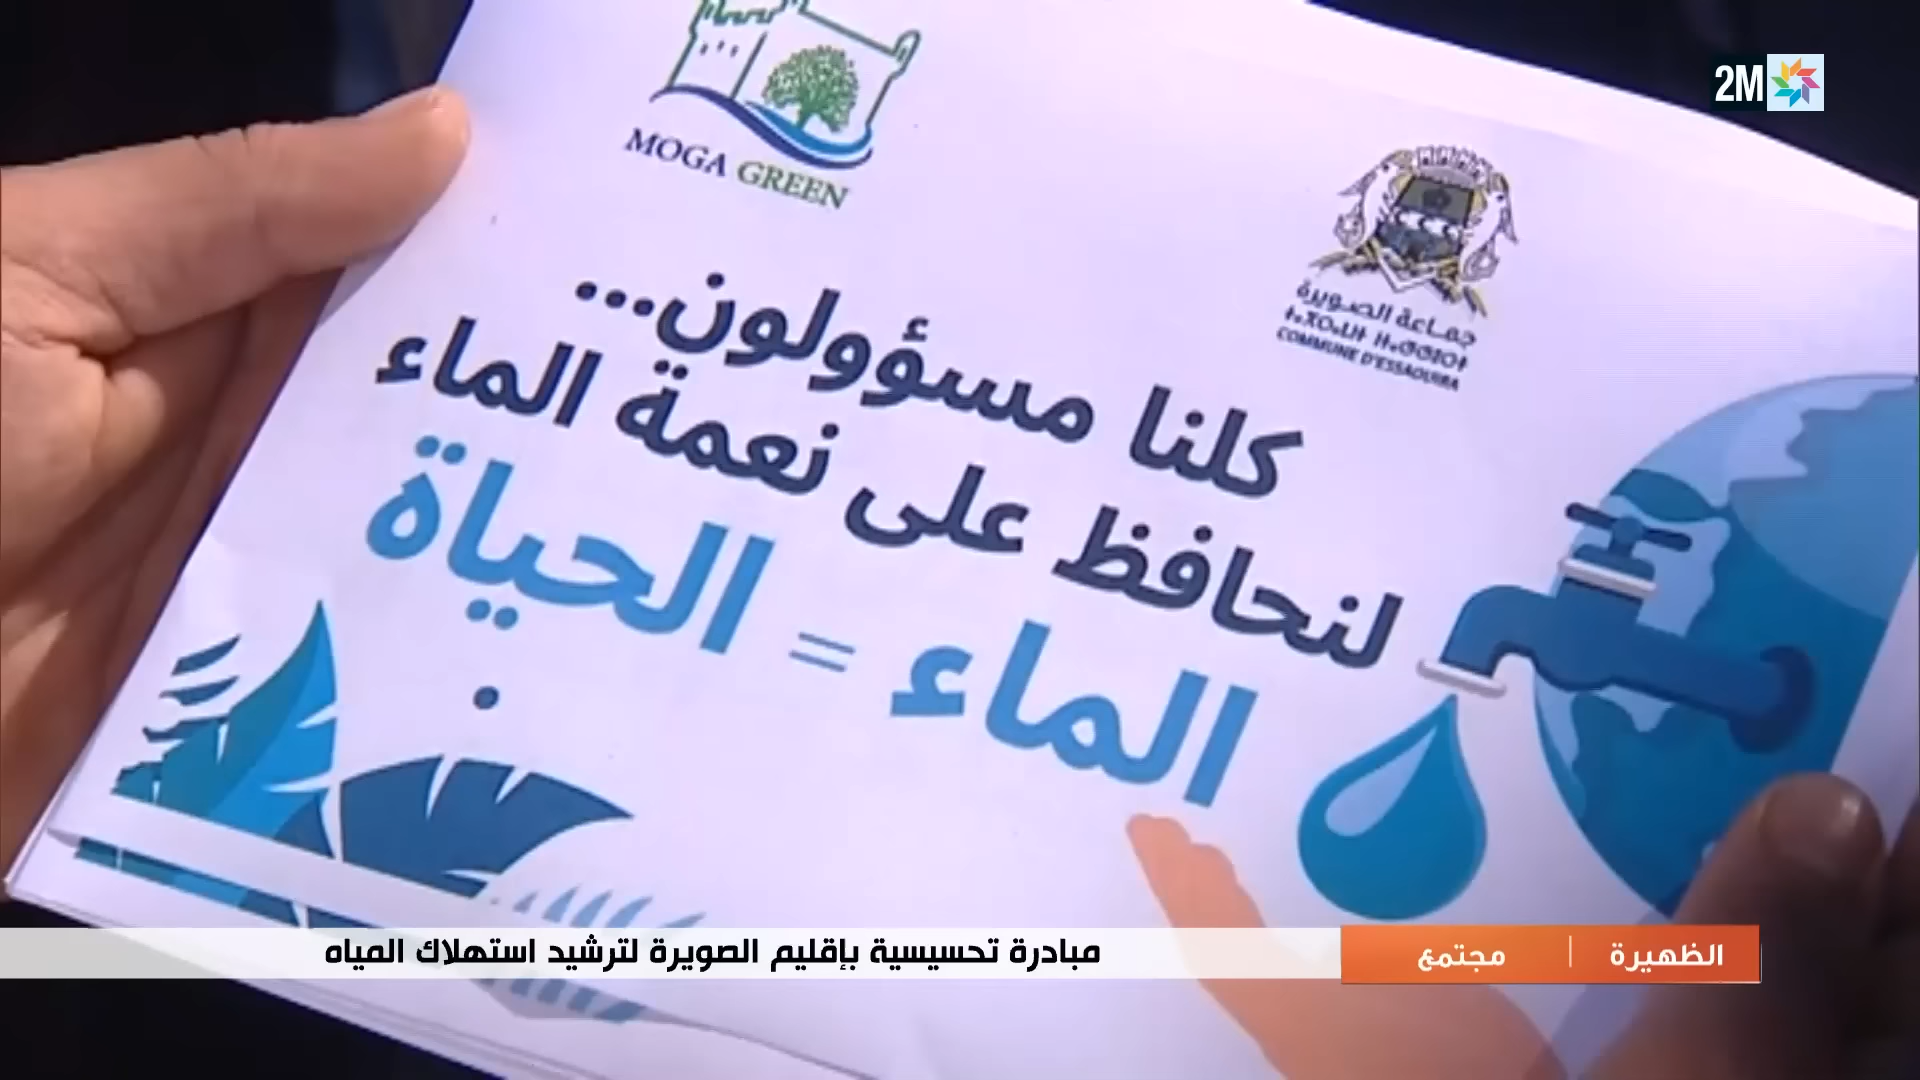 2M
MOGA GREEN
جماعة الصويرة
COMMUNE D'ESSAOUIRA
كلنا مسؤولون...
لنحافظ على نعمة الماء
الماء = الحياة
الظهيرة | مجتمع
مبادرة تحسيسية بإقليم الصويرة لترشيد استهلاك المياه